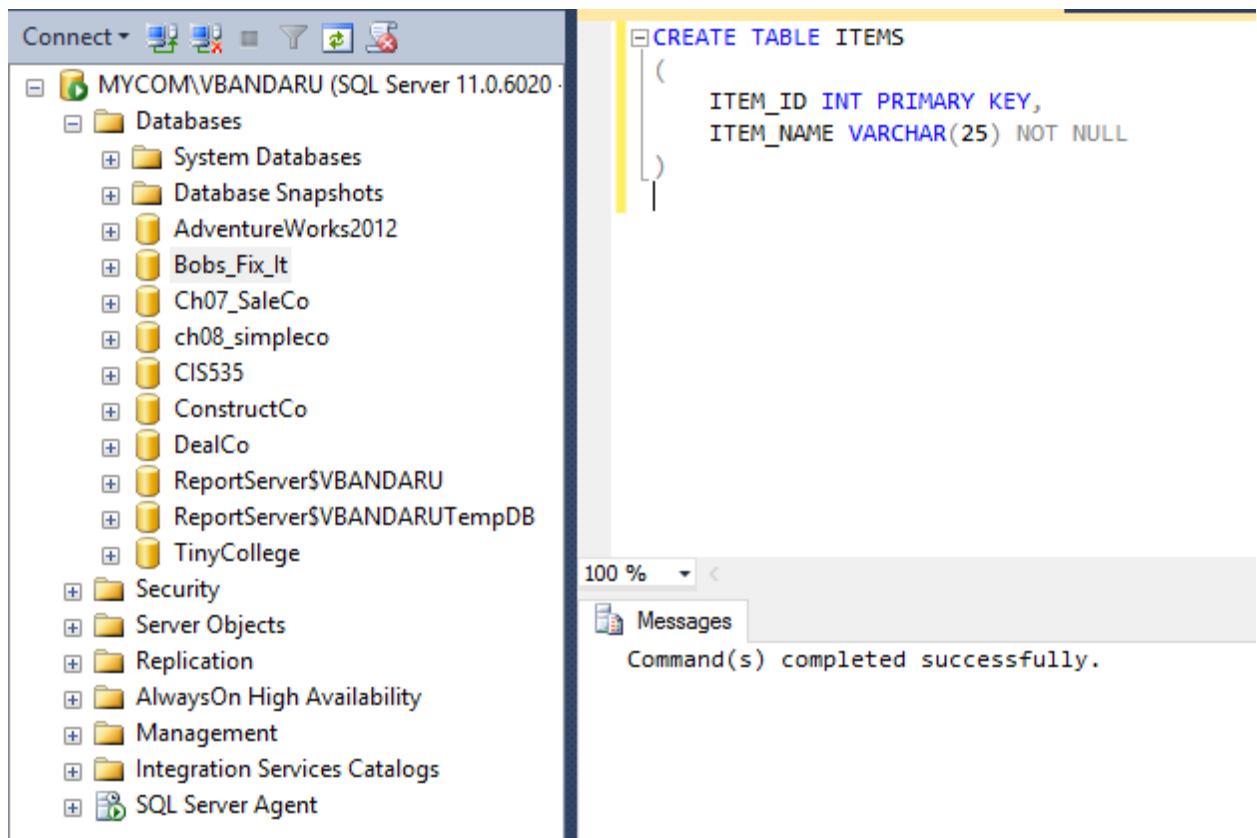 Connect
MYCOM\VBANDARU (SQL Server 11.0.6020 -
Databases
System Databases
Database Snapshots
AdventureWorks2012
Bobs_Fix_It
Ch07_SaleCo
ch08_simpleco
CIS535
ConstructCo
DealCo
ReportServer$VBANDARU
ReportServer$VBANDARUTempDB
TinyCollege
Security
Server Objects
Replication
AlwaysOn High Availability
Management
Integration Services Catalogs
SQL Server Agent
CREATE TABLE ITEMS
(
ITEM_ID INT PRIMARY KEY,
ITEM_NAME VARCHAR(25) NOT NULL
)
100 %
Messages
Command(s) completed successfully.